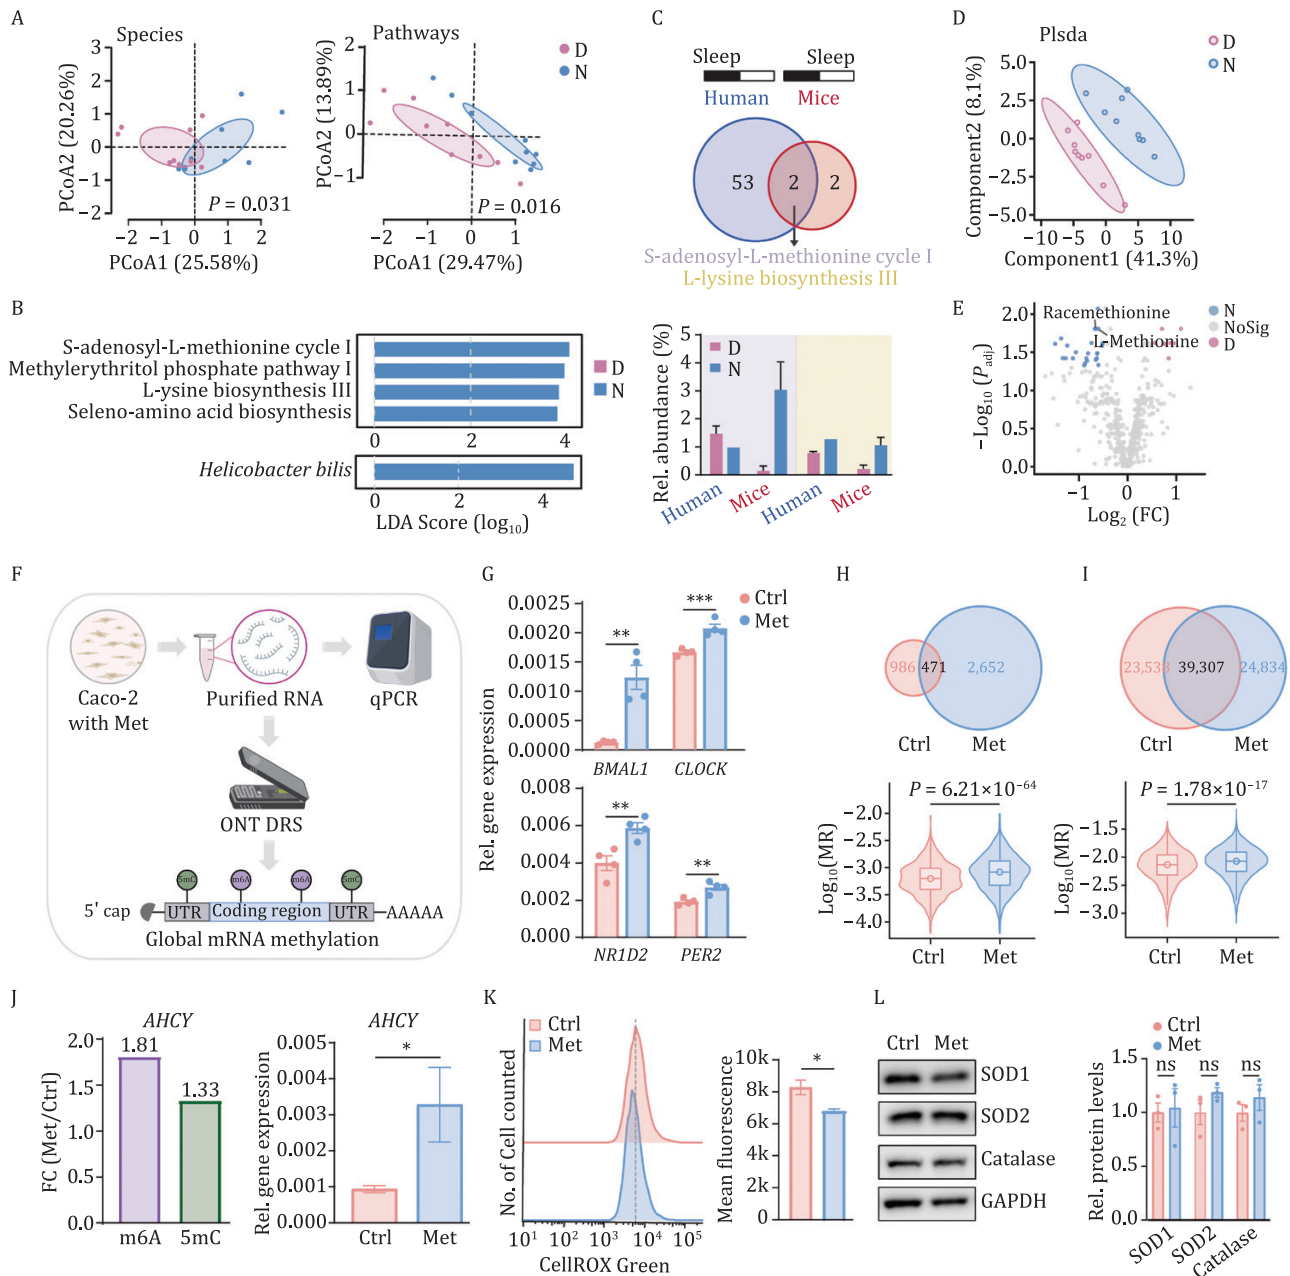 A
Species
PCoA2 (20.26%)
3
2
1
0
−1
−2
P = 0.031
−2 −1 0 1 2
PCoA1 (25.58%)
Pathways
PCoA2 (13.89%)
2
1
0
−1
P = 0.016
−2 −1 0 1
PCoA1 (29.47%)
D
N
B
S-adenosyl-L-methionine cycle I
Methylerythritol phosphate pathway I
L-ysine biosynthesis III
Seleno-amino acid biosynthesis
0 2 4
Helicobacter bilis
0 2 4
LDA Score (log10)
D
N
C
Sleep Sleep
Human Mice
53 2 2
S-adenosyl-L-methionine cycle I
L-lysine biosynthesis III
Rel. abundance (%)
5
4
3
2
1
0
D
N
Human Mice Human Mice
D
Plsda
D
N
Component2 (8.1%)
5.0
2.5
0
−2.5
−5.0
−10 −5 0 5 10
Component1 (41.3%)
E
−Log10 (Padj)
2.0
1.5
1.0
0.5
0.0
Racemethionine
L-Methionine
N
NoSig
D
−1 0 1
Log2 (FC)
F
Caco-2
with Met
Purified RNA
qPCR
ONT DRS
5mC m6A m6A 5mC
5' cap UTR Coding region UTR AAAAA
Global mRNA methylation
G
Rel. gene expression
Ctrl
Met
0.0025
0.0020
0.0015
0.0010
0.0005
0.0000
** ***
BMAL1 CLOCK
0.008
0.006
0.004
0.002
0.000
** **
NR1D2 PER2
H
986 471 2,652
Ctrl Met
P = 6.21×10−64
Log10(MR)
−2.0
−2.5
−3.0
−3.5
−4.0
Ctrl Met
I
23,538 39,307 24,834
Ctrl Met
P = 1.78×10−17
Log10(MR)
−1.5
−2.0
−2.5
−3.0
Ctrl Met
J
AHCY
FC (Met/Ctrl)
2.0
1.5
1.0
0.5
0.0
1.81
1.33
m6A 5mC
AHCY
Rel. gene expression
0.005
0.004
0.003
0.002
0.001
0.000
*
Ctrl Met
K
Ctrl
Met
No. of Cell counted
101 102 103 104 105
CellROX Green
Mean fluorescence
10k
8k
6k
4k
2k
0
*
L
Ctrl Met
SOD1
SOD2
Catalase
GAPDH
Ctrl
Met
Rel. protein levels
1.5
1.0
0.5
0.0
ns ns ns
SOD1 SOD2 Catalase